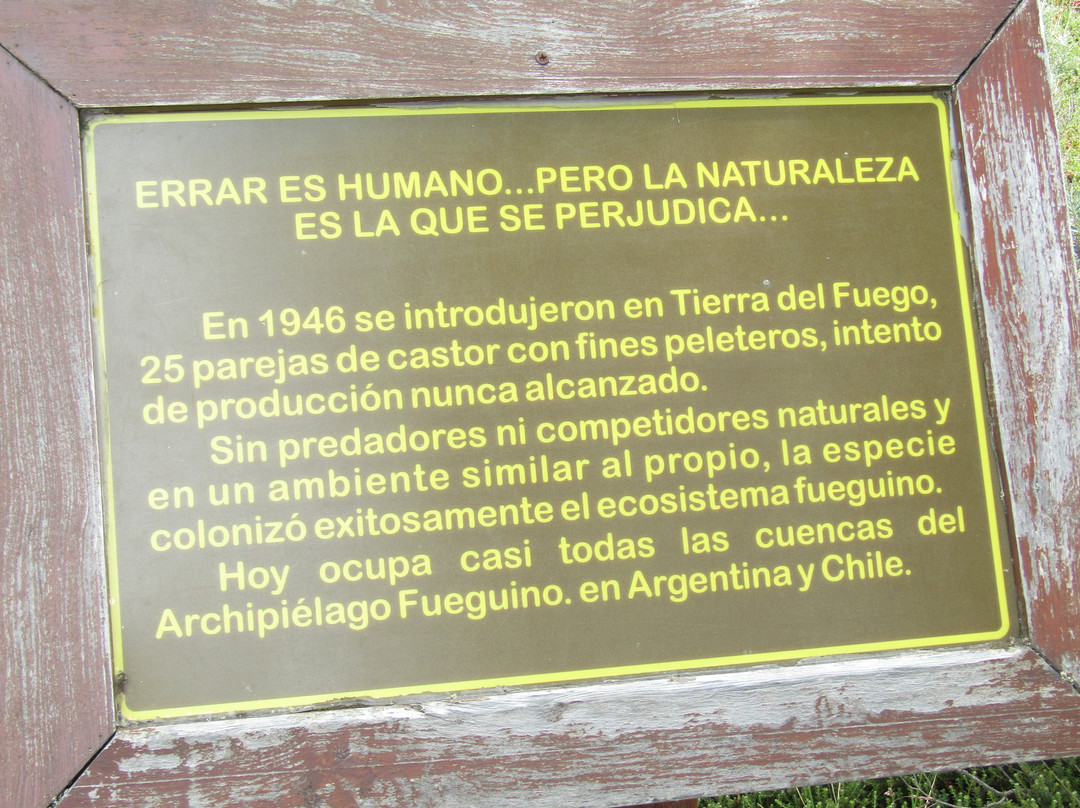 ERRAR ES HUMANO...PERO LA NATURALEZA
ES LA QUE SE PERJUDICA...
En 1946 se introdujeron en Tierra del Fuego,
25 parejas de castor con fines peleteros, intento
de producción nunca alcanzado.
Sin predadores ni competidores naturales y
en un ambiente similar al propio, la especie
colonizó exitosamente el ecosistema fueguino.
Hoy ocupa casi todas las cuencas del
Archipiélago Fueguino. en Argentina y Chile.